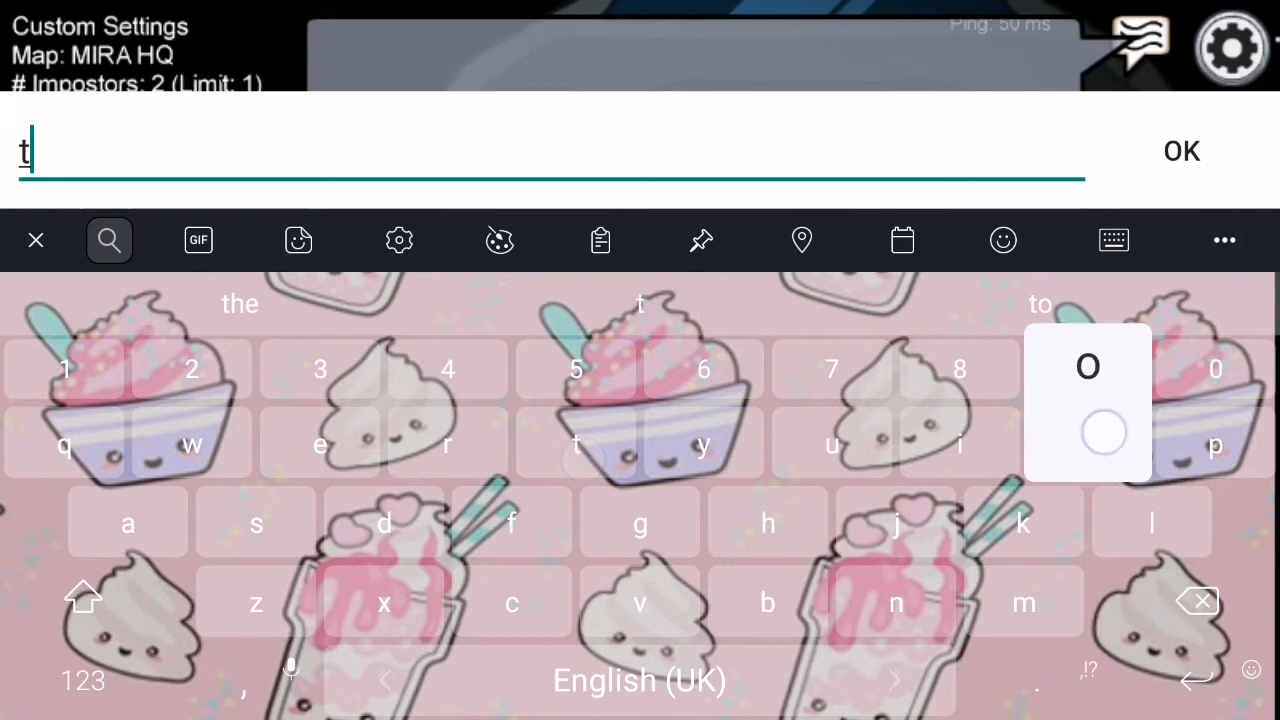 Custom Settings
Ping: 50 ms
Map: MIRA HQ
# Impostors: 2 (Limit: 1)
t
OK
GIF
the t to
1 2 3 4 5 6 7 8 0
q w e r t y u i o p
a s d f g h j k l
z x c v b n m
123 , English (UK) . ,!?